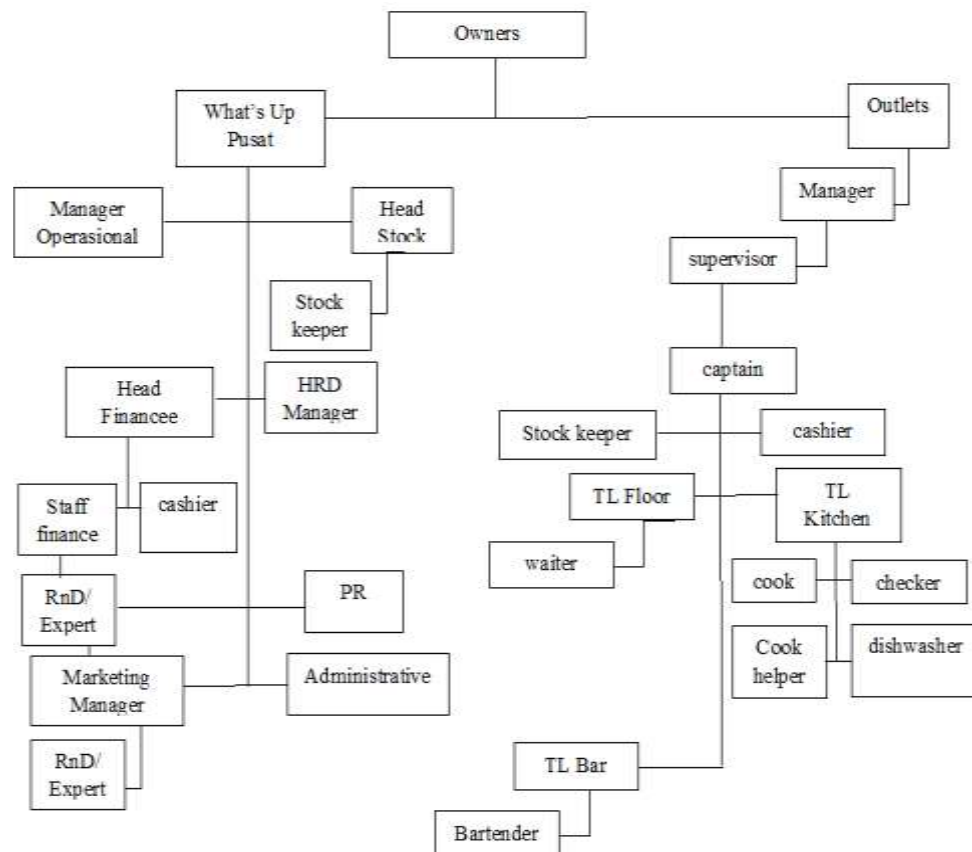 Owners
What's Up
Pusat
Outlets
Manager
Manager
Operasional
Head
Stock
supervisor
Stock
keeper
captain
Head
Financee
HRD
Manager
Stock keeper
cashier
Staff
finance
cashier
TL Floor
TL
Kitchen
waiter
cook
checker
RnD/
Expert
PR
Cook
helper
dishwasher
Marketing
Manager
Administrative
RnD/
Expert
TL Bar
Bartender